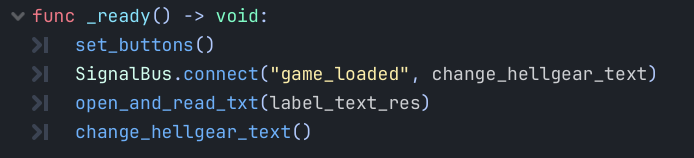 func _ready() -> void:
set_buttons()
SignalBus.connect("game_loaded", change_hellgear_text)
open_and_read_txt(label_text_res)
change_hellgear_text()